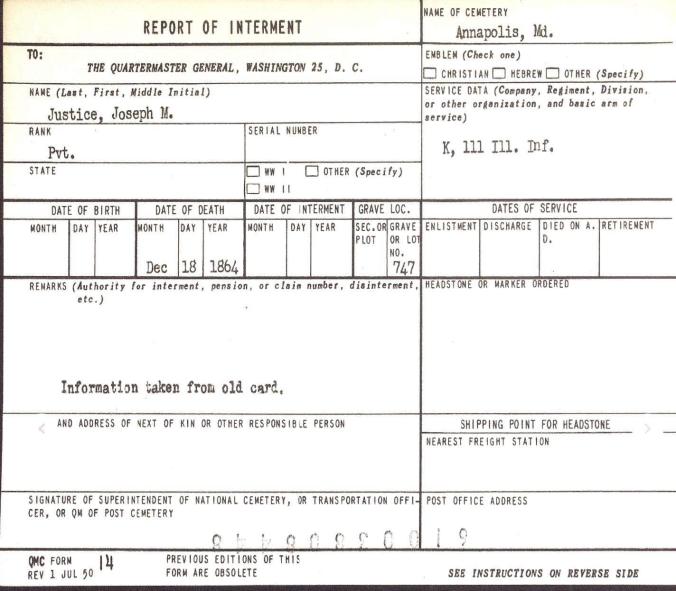 REPORT OF INTERMENT
NAME OF CEMETERY
Annapolis, Md.
TO:
THE QUARTERMASTER GENERAL, WASHINGTON 25, D. C.
EMBLEM (Check one)
CHRISTIAN HEBREW OTHER (Specify)
NAME (Last, First, Middle Initial)
Justice, Joseph M.
SERVICE DATA (Company, Regiment, Division,
or other organization, and basic arm of
service)
K, 111 Ill. Inf.
RANK
Pvt.
SERIAL NUMBER
STATE
WW I OTHER (Specify)
WW II
DATE OF BIRTH DATE OF DEATH DATE OF INTERMENT GRAVE LOC. DATES OF SERVICE
MONTH DAY YEAR MONTH DAY YEAR MONTH DAY YEAR SEC.OR PLOT GRAVE OR LOT NO. ENLISTMENT DISCHARGE DIED ON A. D. RETIREMENT
Dec 18 1864 747
REMARKS (Authority for interment, pension, or claim number, disinterment,
etc.)
HEADSTONE OR MARKER ORDERED
Information taken from old card.
AND ADDRESS OF NEXT OF KIN OR OTHER RESPONSIBLE PERSON
SHIPPING POINT FOR HEADSTONE
NEAREST FREIGHT STATION
SIGNATURE OF SUPERINTENDENT OF NATIONAL CEMETERY, OR TRANSPORTATION OFFI-
CER, OR QM OF POST CEMETERY
POST OFFICE ADDRESS
QMC FORM 14
REV 1 JUL 50
PREVIOUS EDITIONS OF THIS
FORM ARE OBSOLETE
SEE INSTRUCTIONS ON REVERSE SIDE